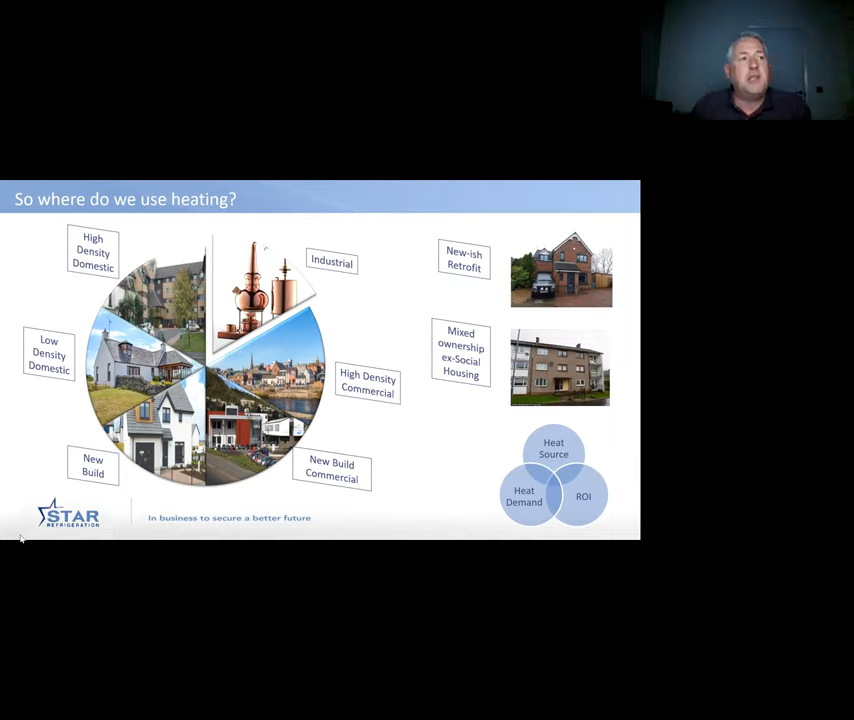 So where do we use heating?
High
Density
Domestic
Industrial
New-ish
Retrofit
Low
Density
Domestic
Mixed
ownership
ex-Social
Housing
High Density
Commercial
New
Build
New Build
Commercial
Heat
Source
Heat
Demand
ROI
STAR
REFRIGERATION
In business to secure a better future